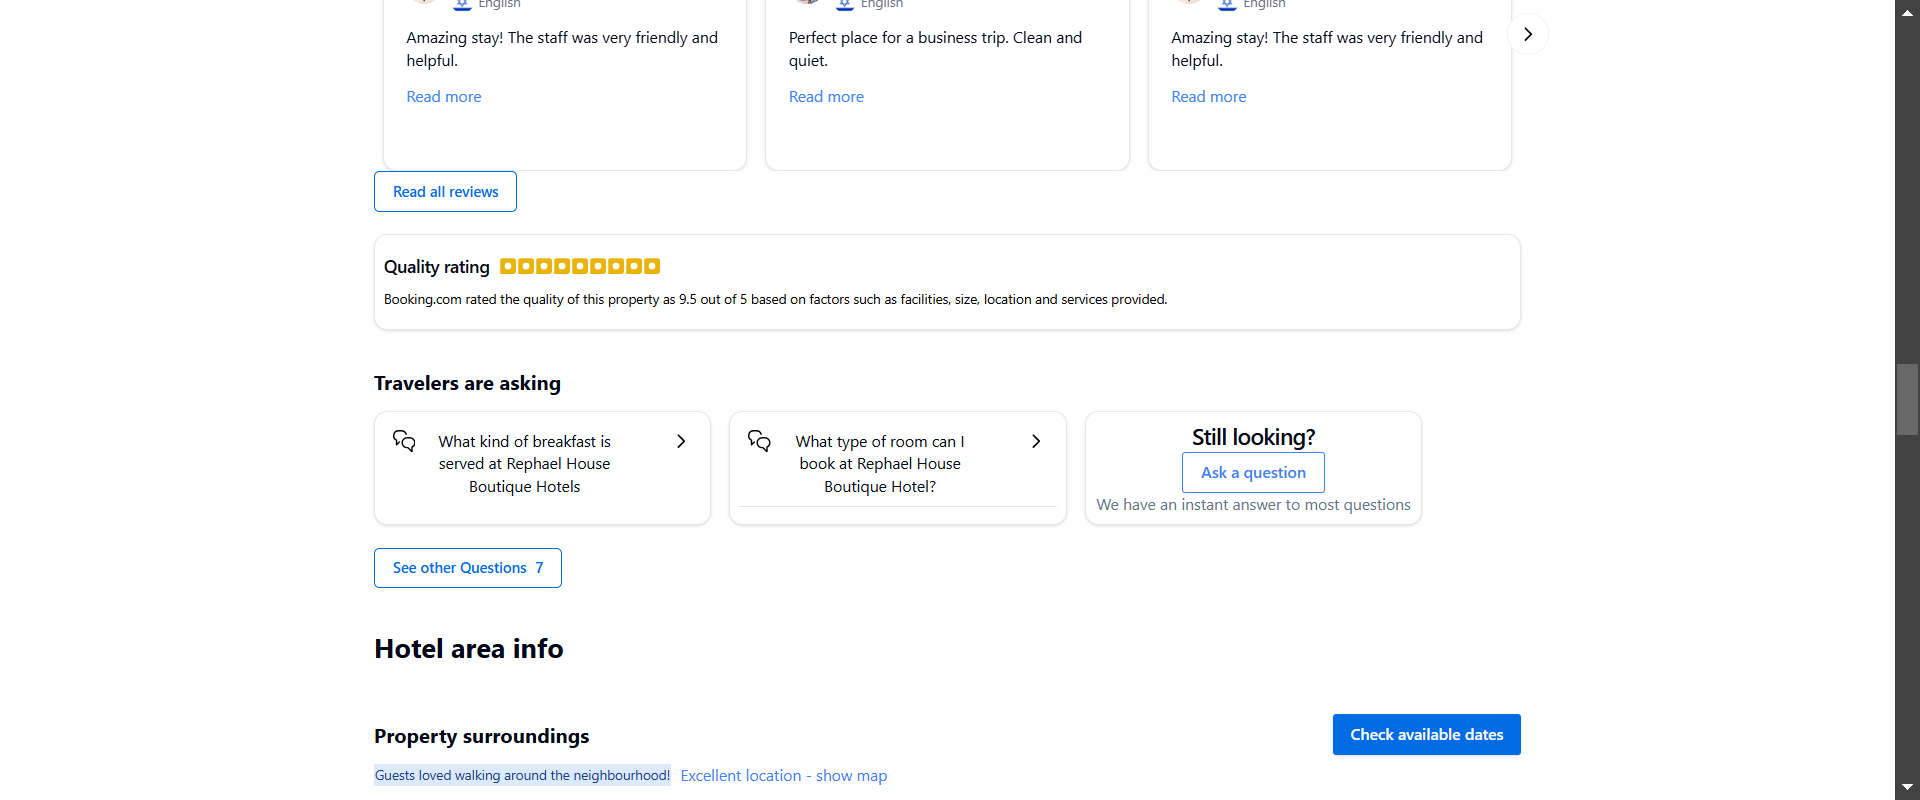 English
English
English
Amazing stay! The staff was very friendly and
helpful.
Read more
Perfect place for a business trip. Clean and
quiet.
Read more
Amazing stay! The staff was very friendly and
helpful.
Read more
Read all reviews
Quality rating
Booking.com rated the quality of this property as 9.5 out of 5 based on factors such as facilities, size, location and services provided.
Travelers are asking
What kind of breakfast is
served at Rephael House
Boutique Hotels
What type of room can I
book at Rephael House
Boutique Hotel?
Still looking?
Ask a question
We have an instant answer to most questions
See other Questions 7
Hotel area info
Property surroundings
Check available dates
Guests loved walking around the neighbourhood!
Excellent location - show map